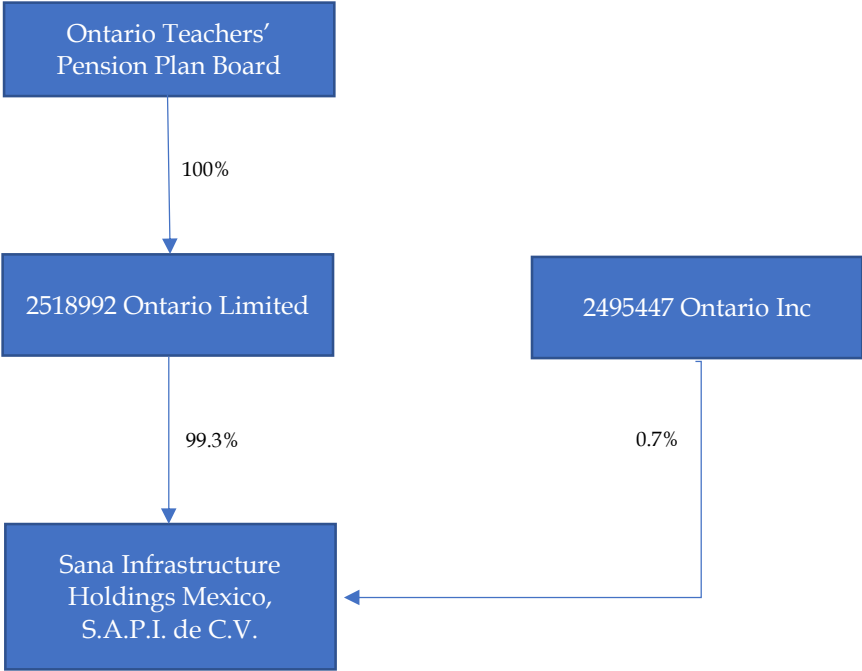 Ontario Teachers’
Pension Plan Board
100%
2518992 Ontario Limited
2495447 Ontario Inc
99.3%
0.7%
Sana Infrastructure
Holdings Mexico,
S.A.P.I. de C.V.